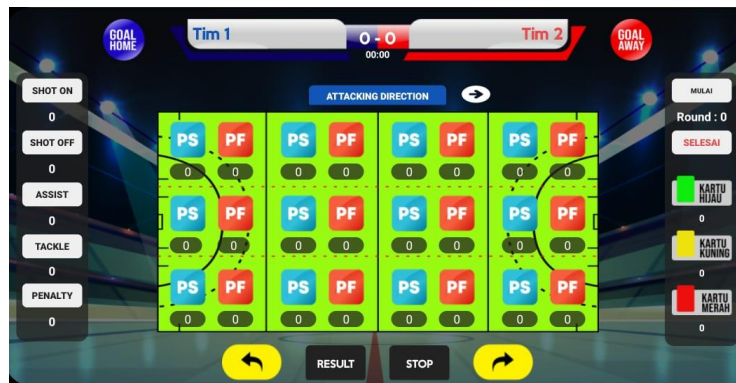 GOAL
HOME
Tim 1
0 - 0
00:00
Tim 2
GOAL
AWAY
ATTACKING DIRECTION
SHOT ON
0
SHOT OFF
0
ASSIST
0
TACKLE
0
PENALTY
0
PS PF PS PF PS PF PS PF
0 0 0 0 0 0 0 0
PS PF PS PF PS PF PS PF
0 0 0 0 0 0 0 0
PS PF PS PF PS PF PS PF
0 0 0 0 0 0 0 0
MULAI
Round : 0
SELESAI
KARTU
HIJAU
0
KARTU
KUNING
0
KARTU
MERAH
0
RESULT
STOP